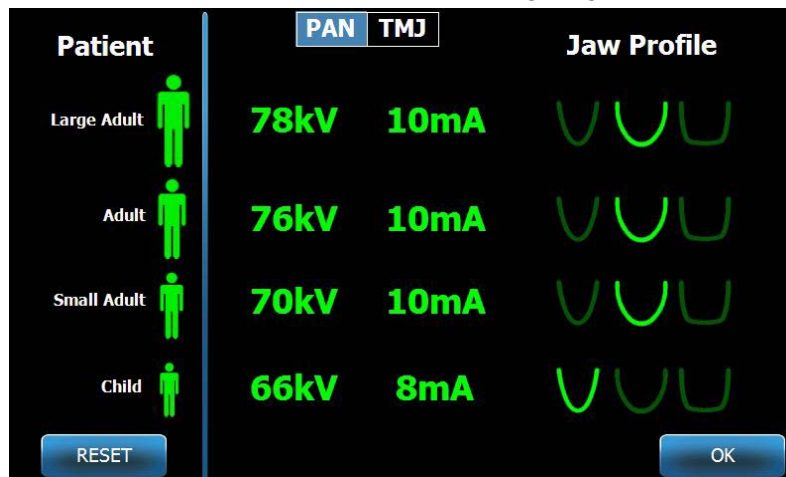 Patient
PAN TMJ
Jaw Profile
Large Adult 78kV 10mA
Adult 76kV 10mA
Small Adult 70kV 10mA
Child 66kV 8mA
RESET
OK